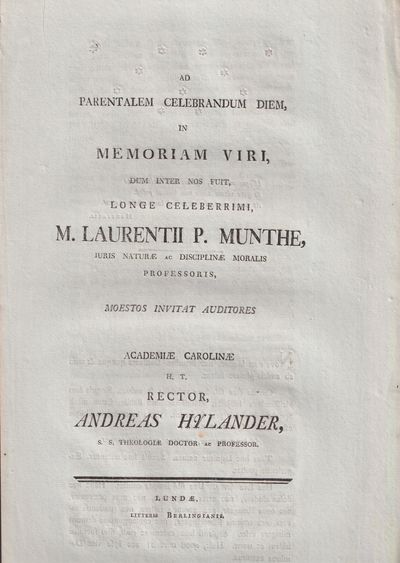 AD
PARENTALEM CELEBRANDUM DIEM,
IN
MEMORIAM VIRI,
DUM INTER NOS FUIT,
LONGE CELEBERRIMI,
M. LAURENTII P. MUNTHE,
JURIS NATURÆ AC DISCIPLINÆ MORALIS
PROFESSORIS,
MOESTOS INVITAT AUDITORES
ACADEMIÆ CAROLINÆ
H. T.
RECTOR,
ANDREAS HYLANDER,
S. S. THEOLOGIÆ DOCTOR AC PROFESSOR.
LUNDÆ,
LITTERIS BERLINGIANIS.